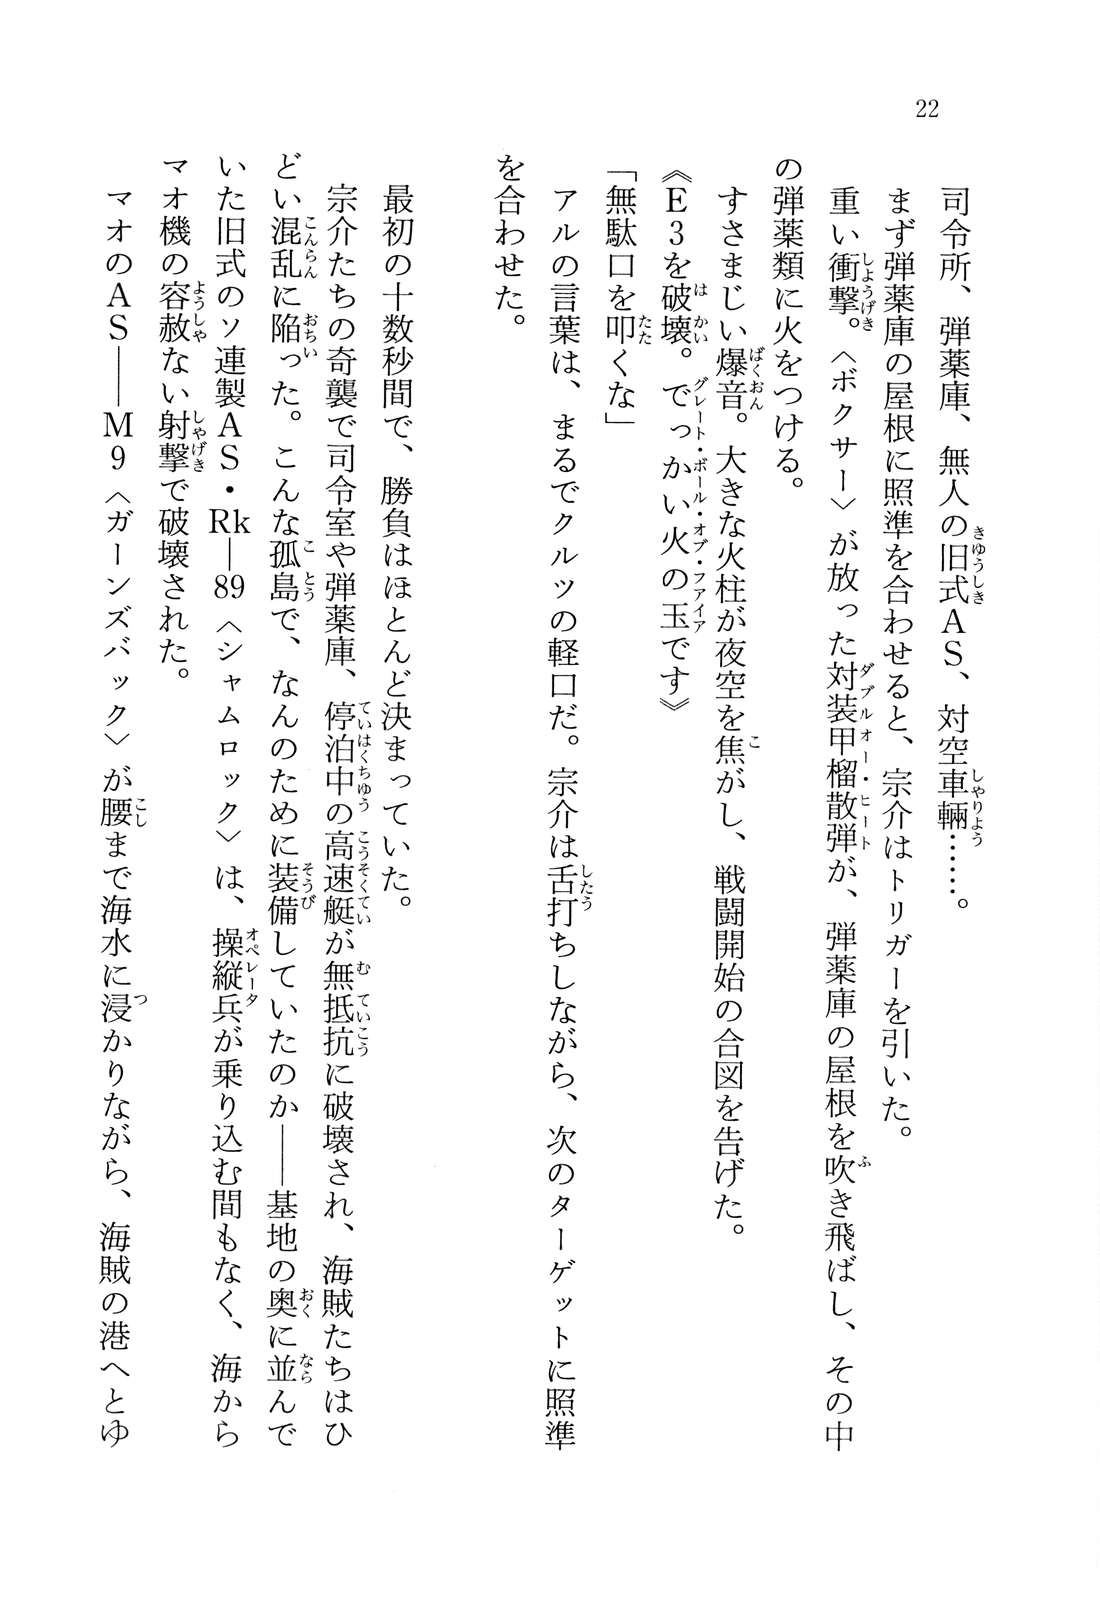 22
司令所、弾薬庫、無人の旧式AS、対空車輛……。
まず弾薬庫の屋根に照準を合わせると、宗介はトリガーを引いた。
重い衝撃。〈ボクサー〉が放った対装甲榴散弾が、弾薬庫の屋根を吹き飛ばし、その中
の弾薬類に火をつける。
すさまじい爆音。大きな火柱が夜空を焦がし、戦闘開始の合図を告げた。
《E3を破壊。でっかい火の玉です》
「無駄口を叩くな」
アルの言葉は、まるでクルツの軽口だ。宗介は舌打ちしながら、次のターゲットに照準
を合わせた。
最初の十数秒間で、勝負はほとんど決まっていた。
宗介たちの奇襲で司令室や弾薬庫、停泊中の高速艇が無抵抗に破壊され、海賊たちはひ
どい混乱に陥った。こんな孤島で、なんのために装備していたのか――基地の奥に並んで
いた旧式のソ連製AS・Rk―89〈シャムロック〉は、操縦兵が乗り込む間もなく、海から
マオ機の容赦ない射撃で破壊された。
マオのAS――M9〈ガーンズバック〉が腰まで海水に浸かりながら、海賊の港へとゆ